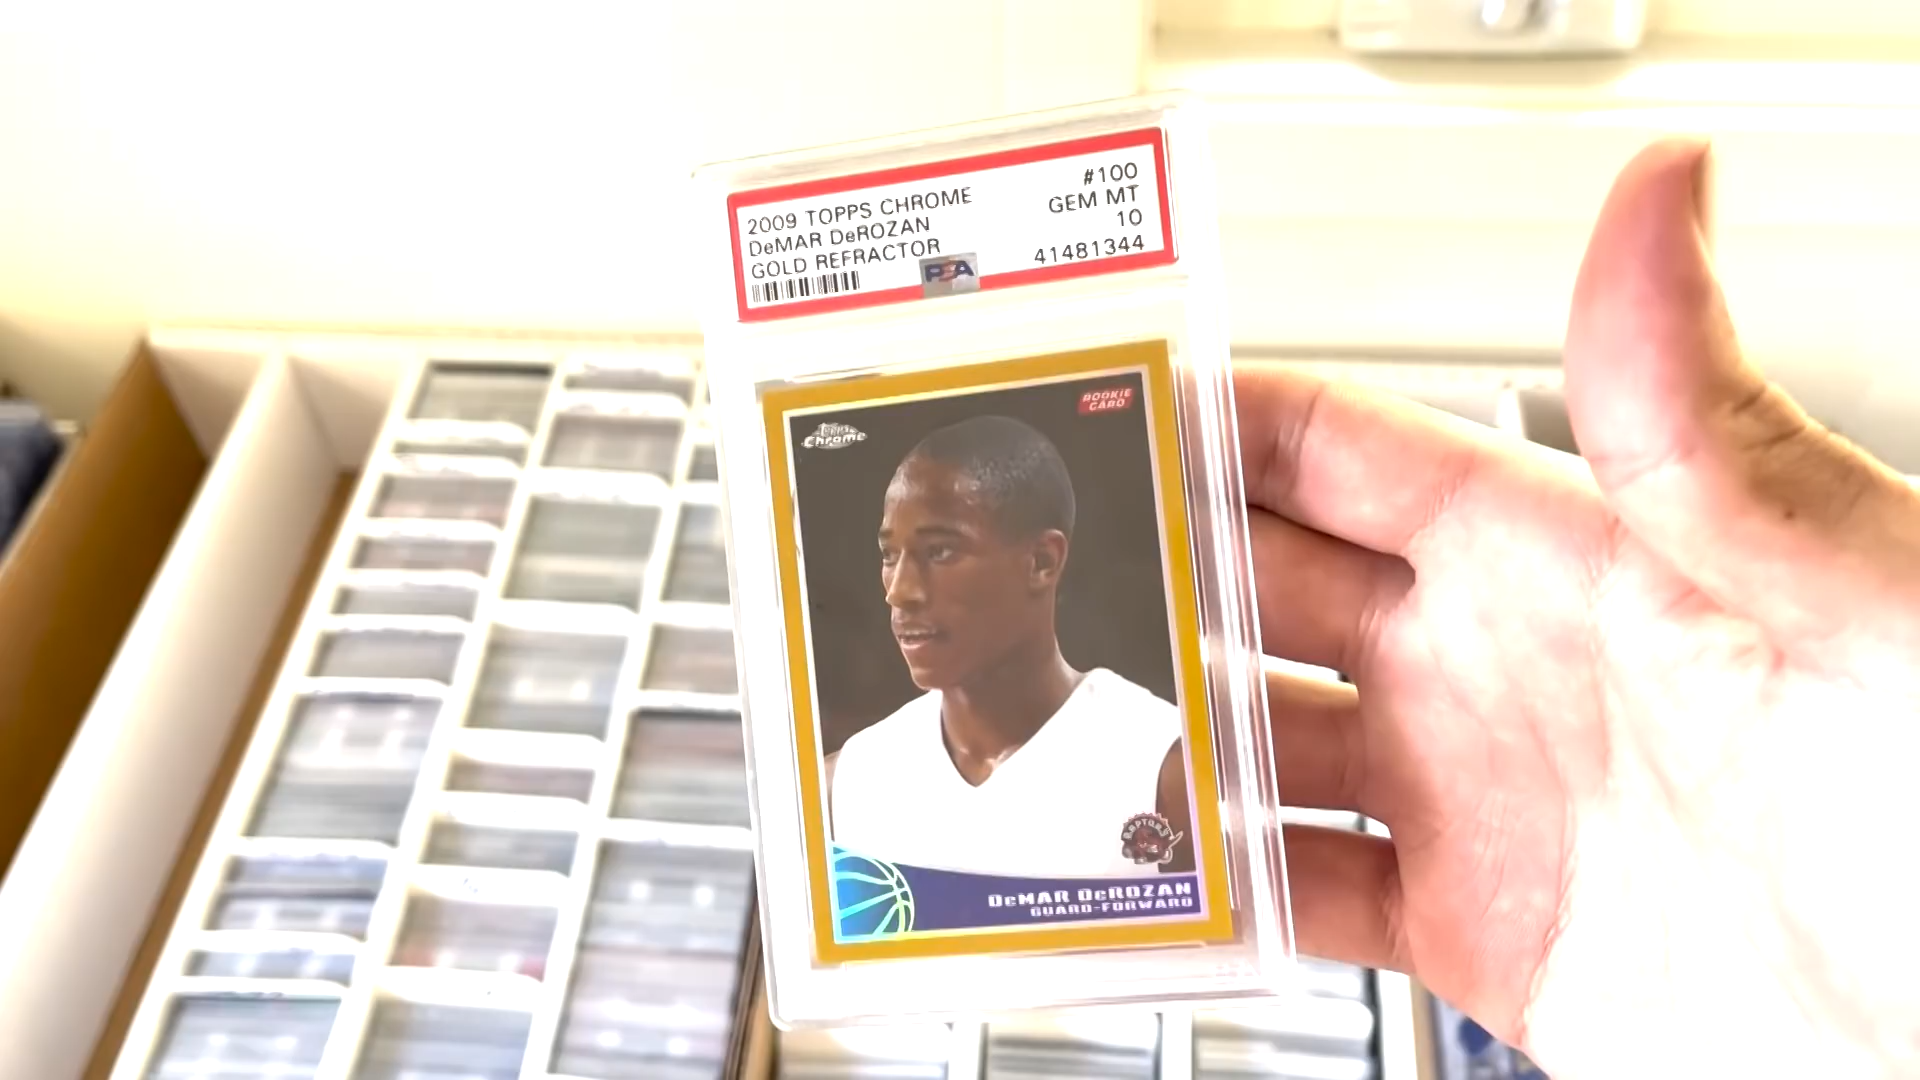 2009 TOPPS CHROME
DeMAR DeROZAN
GOLD REFRACTOR
#100
GEM MT
10
41481344
PSA
Topps
Chrome
ROOKIE
CARD
RAPTORS
DeMAR DeROZAN
GUARD-FORWARD